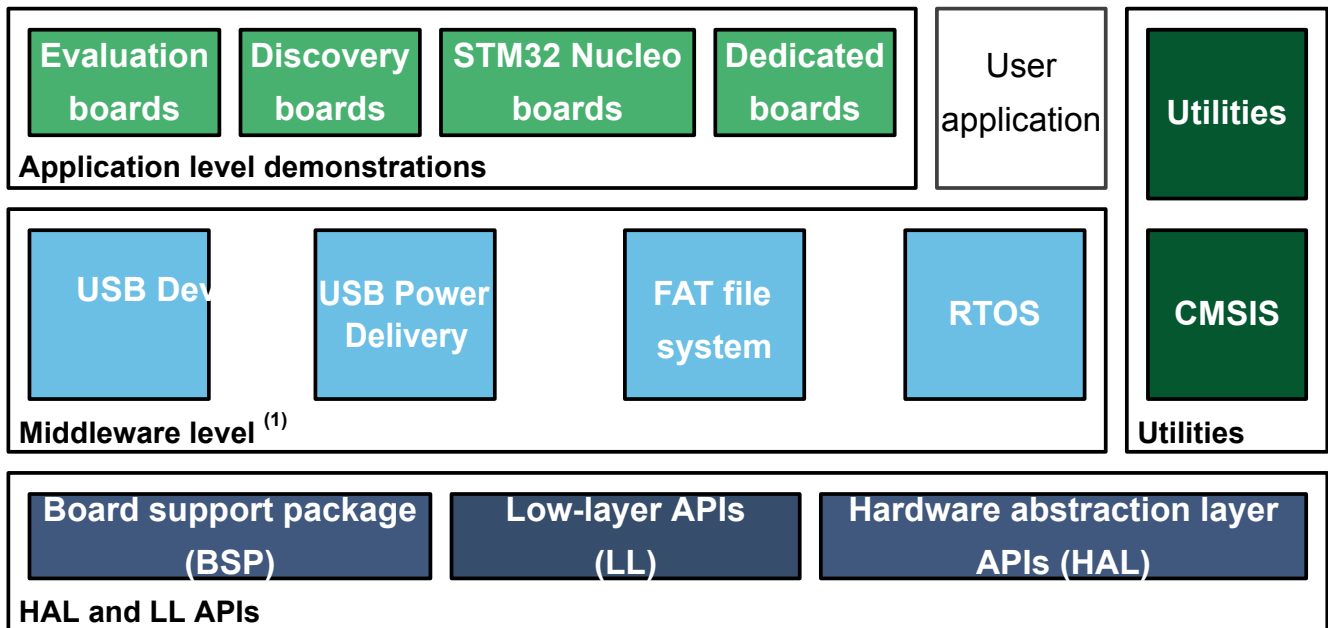 Evaluation
boards
Discovery
boards
STM32 Nucleo
boards
Dedicated
boards
Application level demonstrations
User
application
Utilities
USB Dev
USB Power
Delivery
FAT file
system
RTOS
CMSIS
Middleware level (1)
Utilities
Board support package
(BSP)
Low-layer APIs
(LL)
Hardware abstraction layer
APIs (HAL)
HAL and LL APIs